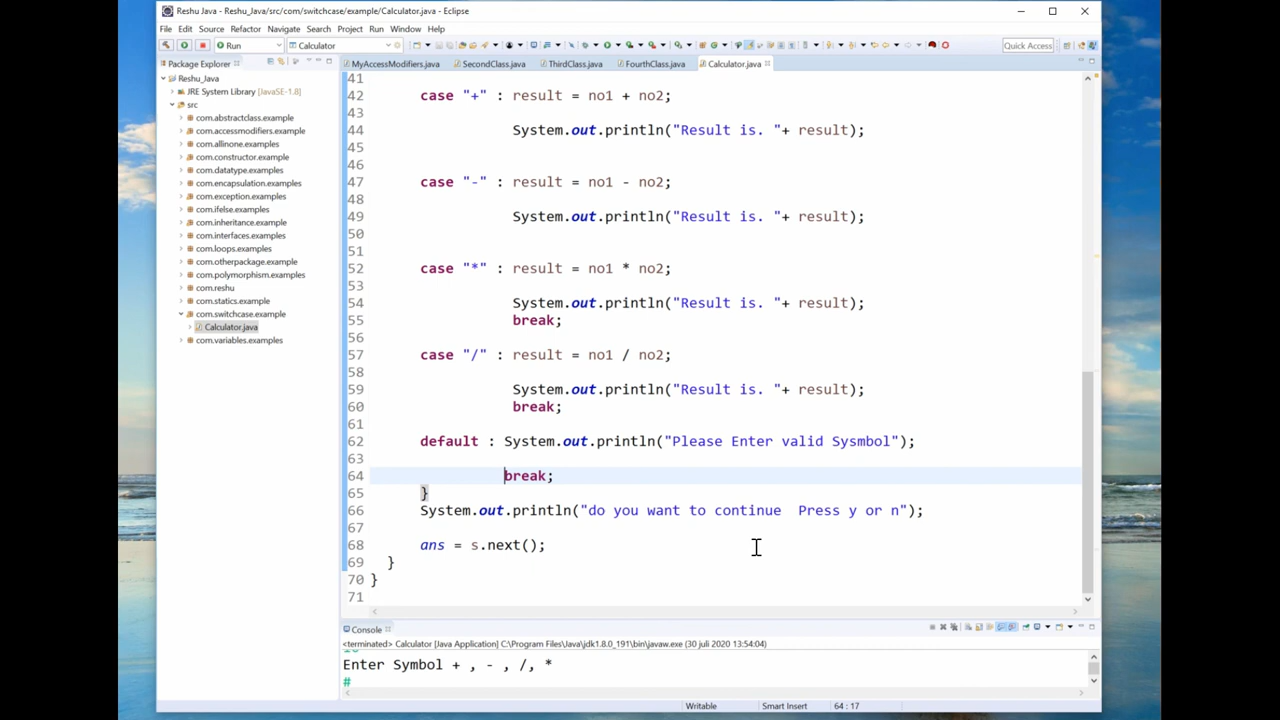 Reshu Java - Reshu_Java/src/com/switchcase/example/Calculator.java - Eclipse
File Edit Source Refactor Navigate Search Project Run Window Help
Run Calculator Quick Access
Package Explorer MyAccessModifiers.java SecondClass.java ThirdClass.java FourthClass.java Calculator.java
Reshu_Java
JRE System Library [JavaSE-1.8]
src
com.abstractclass.example
com.accessmodifiers.example
com.allinone.examples
com.constructor.example
com.datatype.examples
com.encapsulation.examples
com.exception.examples
com.ifelse.examples
com.inheritance.example
com.interfaces.examples
com.loops.examples
com.otherpackage.example
com.polymorphism.examples
com.reshu
com.statics.example
com.switchcase.example
Calculator.java
com.variables.examples
41
42 case "+" : result = no1 + no2;
43
44 System.out.println("Result is. "+ result);
45
46
47 case "-" : result = no1 - no2;
48
49 System.out.println("Result is. "+ result);
50
51
52 case "*" : result = no1 * no2;
53
54 System.out.println("Result is. "+ result);
55 break;
56
57 case "/" : result = no1 / no2;
58
59 System.out.println("Result is. "+ result);
60 break;
61
62 default : System.out.println("Please Enter valid Sysmbol");
63
64 break;
65 }
66 System.out.println("do you want to continue  Press y or n");
67
68 ans = s.next();
69 }
70 }
71
Console
<terminated> Calculator [Java Application] C:\Program Files\Java\jdk1.8.0_191\bin\javaw.exe (30 juli 2020 13:54:04)
Enter Symbol + , - , /, *
#
Writable Smart Insert 64 : 17